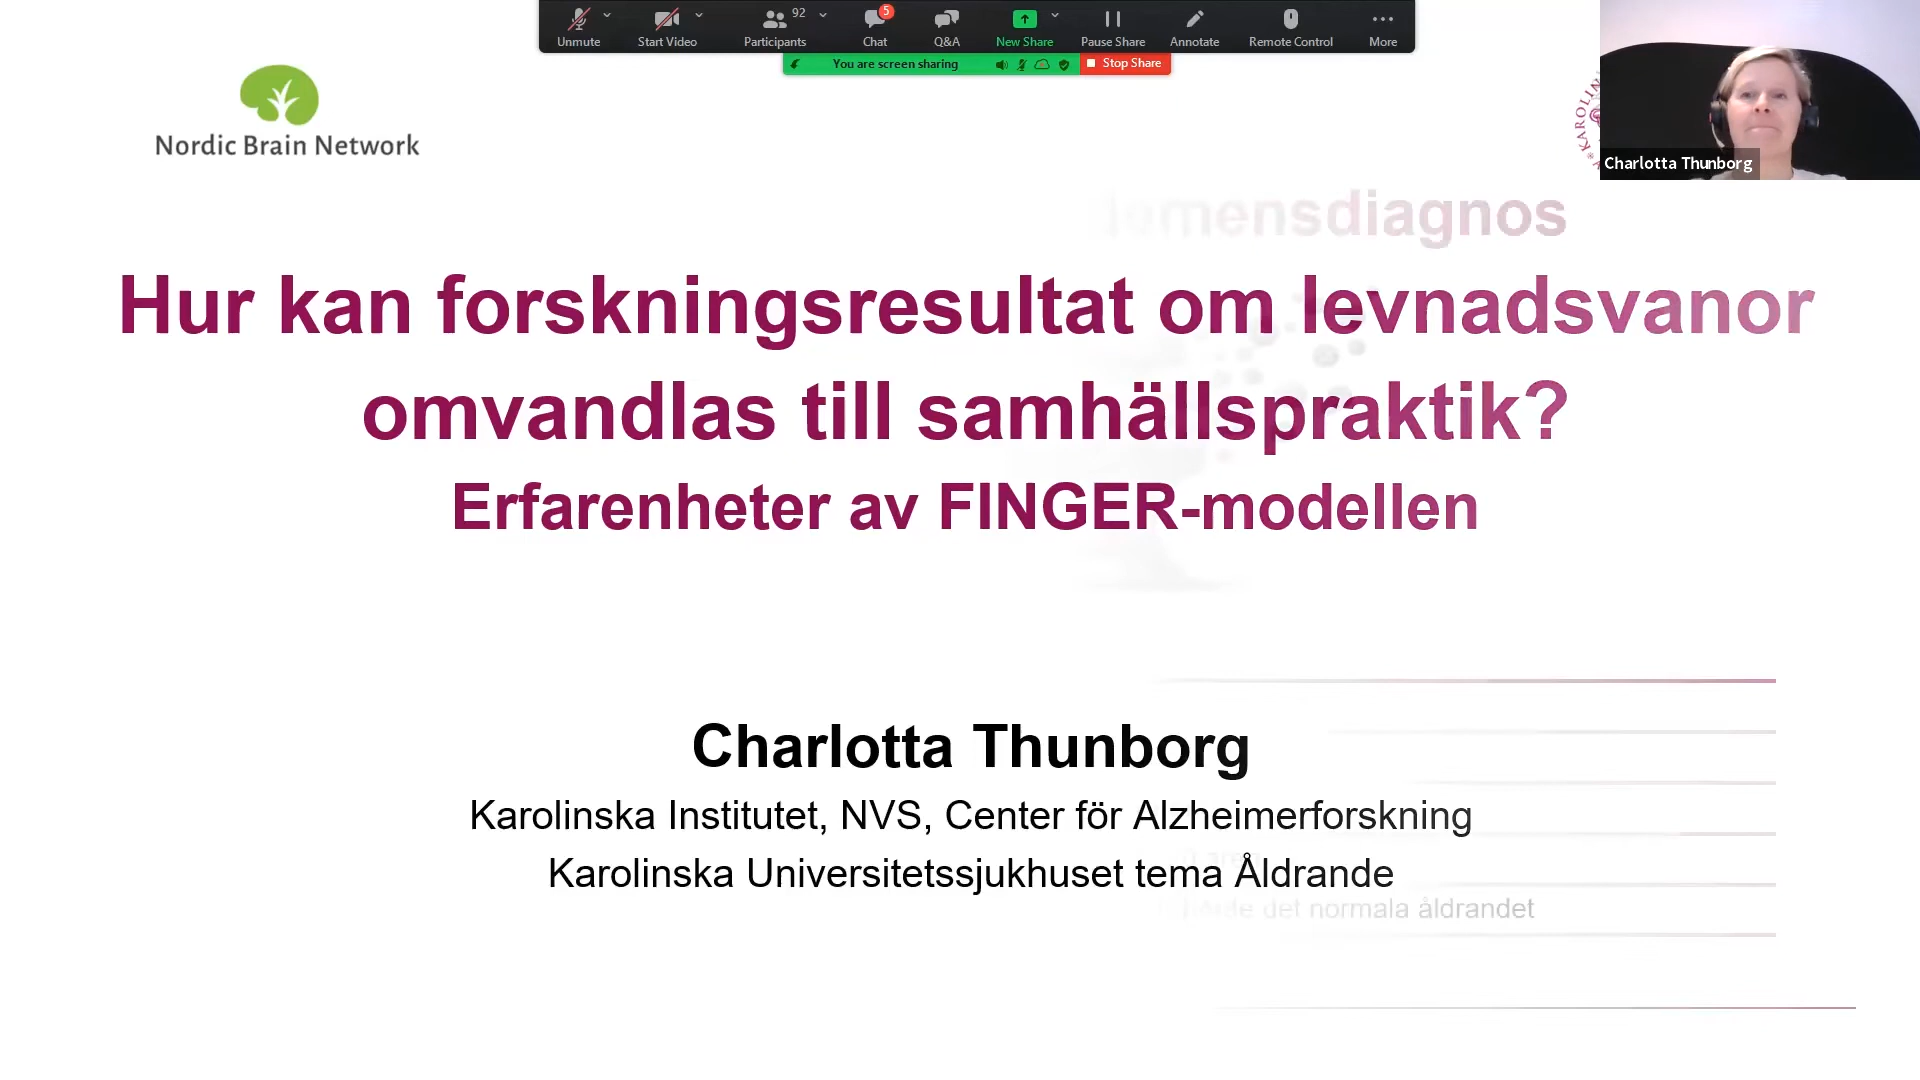 Unmute
Start Video
Participants
92
Chat
5
Q&A
New Share
Pause Share
Annotate
Remote Control
More
You are screen sharing
Stop Share
Nordic Brain Network
Charlotta Thunborg
Hur kan forskningsresultat om levnadsvanor
omvandlas till samhällspraktik?
Erfarenheter av FINGER-modellen
Charlotta Thunborg
Karolinska Institutet, NVS, Center för Alzheimerforskning
Karolinska Universitetssjukhuset tema Åldrande
det normala åldrandet